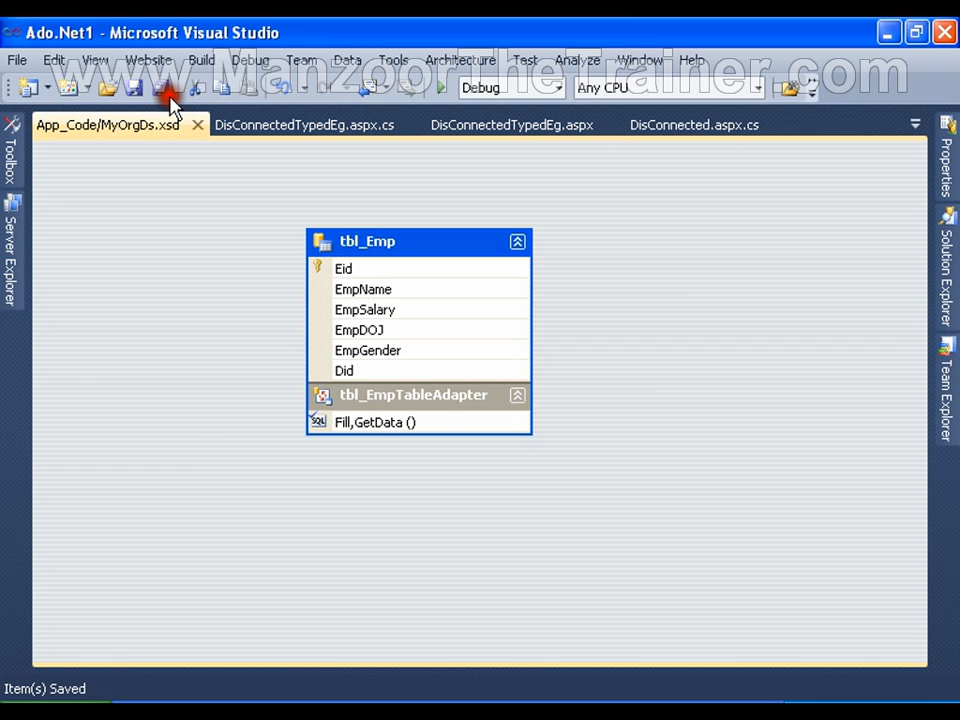 Ado.Net1 - Microsoft Visual Studio
File Edit View Website Build Debug Team Data Tools Architecture Test Analyze Window Help
www.ManzoorTheTrainer.com
Debug Any CPU
App_Code/MyOrgDs.xsd DisConnectedTypedEg.aspx.cs DisConnectedTypedEg.aspx DisConnected.aspx.cs
Toolbox
Server Explorer
tbl_Emp
Eid
EmpName
EmpSalary
EmpDOJ
EmpGender
Did
tbl_EmpTableAdapter
SQL Fill,GetData ()
Properties
Solution Explorer
Team Explorer
Item(s) Saved